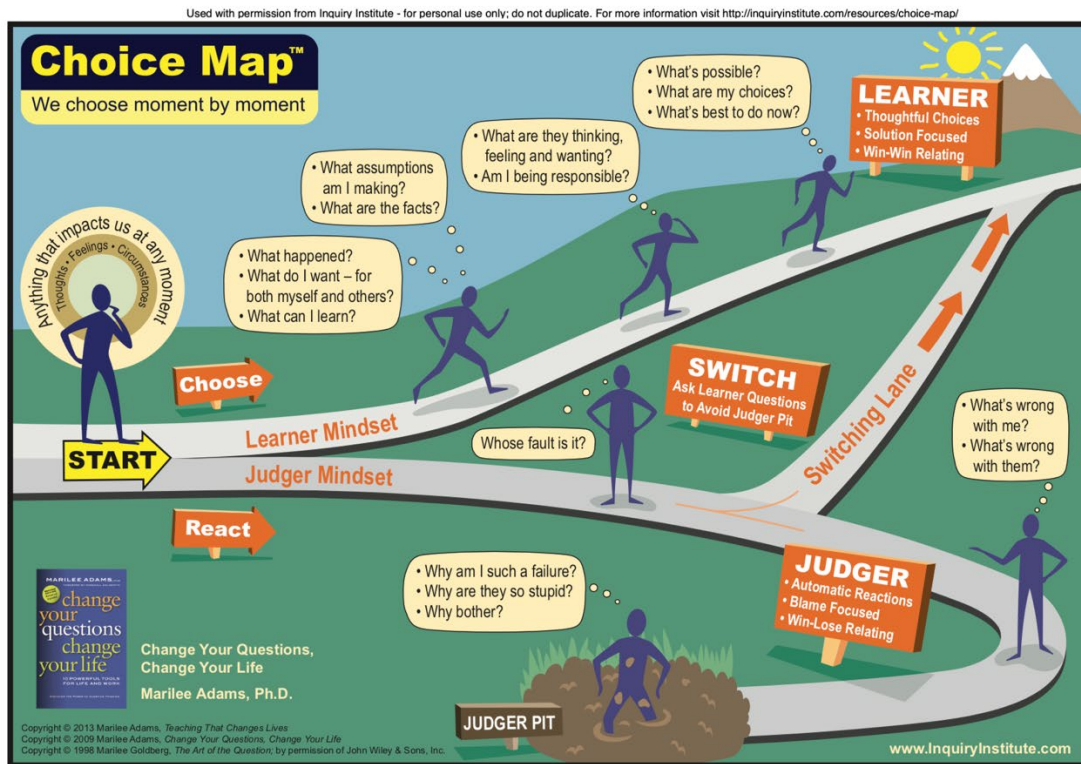 Used with permission from Inquiry Institute - for personal use only; do not duplicate. For more information visit http://inquiryinstitute.com/resources/choice-map/
Choice Map™
We choose moment by moment
Anything that impacts us at any moment
Thoughts • Feelings • Circumstances
START
Choose
React
Learner Mindset
Judger Mindset
• What happened?
• What do I want – for
both myself and others?
• What can I learn?
• What assumptions
am I making?
• What are the facts?
• What are they thinking,
feeling and wanting?
• Am I being responsible?
• What's possible?
• What are my choices?
• What's best to do now?
LEARNER
• Thoughtful Choices
• Solution Focused
• Win-Win Relating
Whose fault is it?
SWITCH
Ask Learner Questions
to Avoid Judger Pit
Switching Lane
• What's wrong
with me?
• What's wrong
with them?
JUDGER
• Automatic Reactions
• Blame Focused
• Win-Lose Relating
• Why am I such a failure?
• Why are they so stupid?
• Why bother?
JUDGER PIT
MARILEE ADAMS
change
your
questions
change
your life
Change Your Questions,
Change Your Life
Marilee Adams, Ph.D.
Copyright © 2013 Marilee Adams, Teaching That Changes Lives
Copyright © 2009 Marilee Adams, Change Your Questions, Change Your Life
Copyright © 1998 Marilee Goldberg, The Art of the Question; by permission of John Wiley & Sons, Inc.
www.InquiryInstitute.com